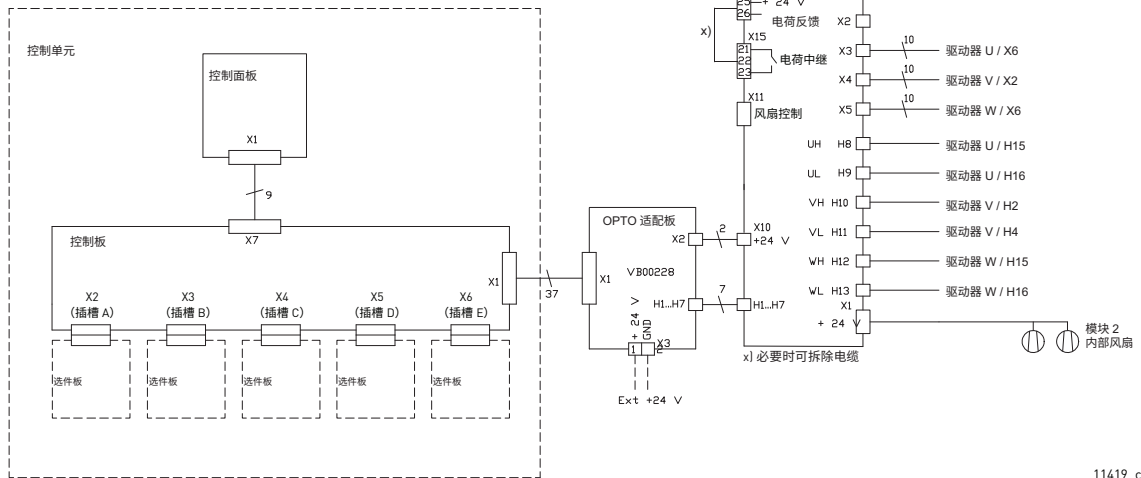 控制单元
控制面板
X1
9
X7
控制板
X2
(插槽 A)
X3
(插槽 B)
X4
(插槽 C)
X5
(插槽 D)
X6
(插槽 E)
选件板
选件板
选件板
选件板
选件板
X1
37
X1
OPTO 适配板
VB00228
X2
2
H1...H7
7
+ 24 V
GND
1
2
X3
Ext +24 V
x)
25
+ 24 V
26
电荷反馈
X15
21
22
23
电荷中继
X11
风扇控制
X10
+24 V
H1...H7
x) 必要时可拆除电缆
X2
X3
10
驱动器 U / X6
X4
10
驱动器 V / X2
X5
10
驱动器 W / X6
UH H8
驱动器 U / H15
UL H9
驱动器 U / H16
VH H10
驱动器 V / H2
VL H11
驱动器 V / H4
WH H12
驱动器 W / H15
WL H13
驱动器 W / H16
X1
+ 24 V
模块 2
内部风扇
11419_c